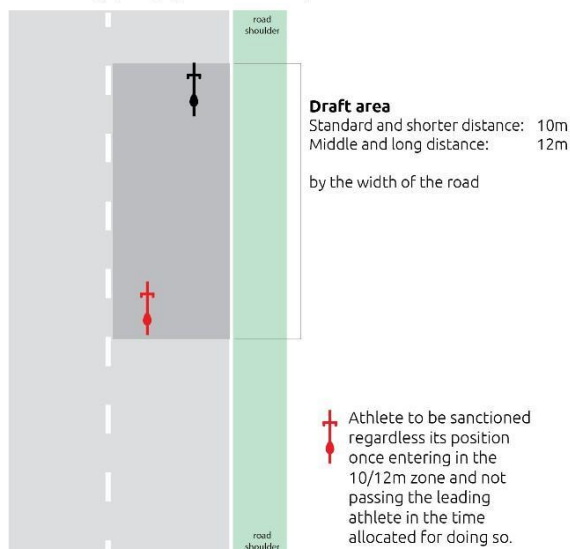 road
shoulder
Draft area
Standard and shorter distance: 10m
Middle and long distance: 12m
by the width of the road
Athlete to be sanctioned
regardless its position
once entering in the
10/12m zone and not
passing the leading
athlete in the time
allocated for doing so.
road
shoulder